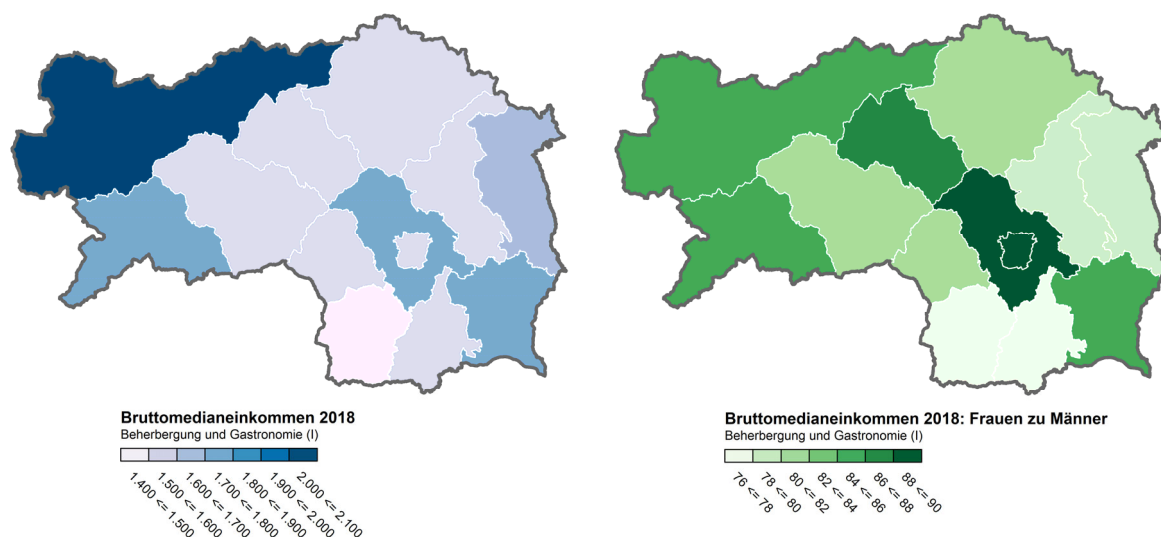 Bruttomedianeinkommen 2018
Beherbergung und Gastronomie (I)
1.400 <= 1.500
1.500 <= 1.600
1.600 <= 1.700
1.700 <= 1.800
1.800 <= 1.900
1.900 <= 2.000
2.000 <= 2.100
Bruttomedianeinkommen 2018: Frauen zu Männer
Beherbergung und Gastronomie (I)
76 <= 78
78 <= 80
80 <= 82
82 <= 84
84 <= 86
86 <= 88
88 <= 90